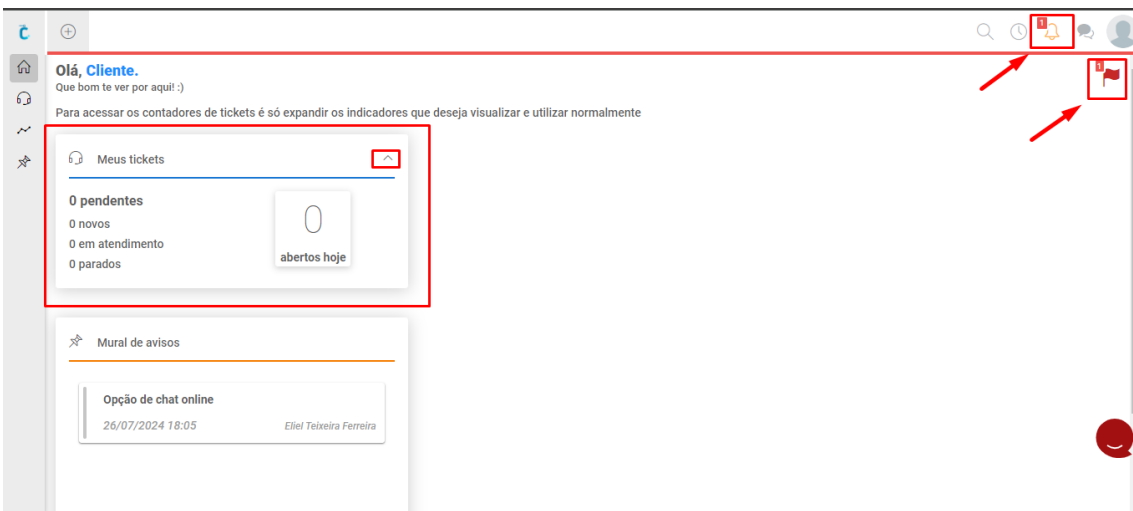 1
Olá, Cliente.
Que bom te ver por aqui! :)
1
Para acessar os contadores de tickets é só expandir os indicadores que deseja visualizar e utilizar normalmente
Meus tickets
0 pendentes
0 novos
0 em atendimento
0 parados
0
abertos hoje
Mural de avisos
Opção de chat online
26/07/2024 18:05
Eliel Teixeira Ferreira